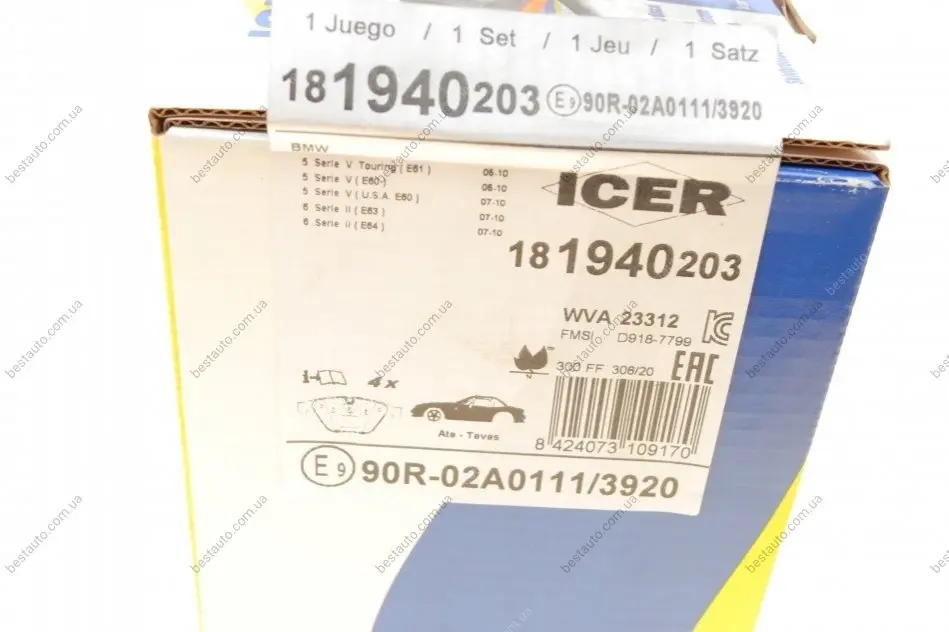 1 Juego / 1 Set / 1 Jeu / 1 Satz
181940203 E9 90R-02A0111/3920
BMW
5 Serie V Touring (E61) 06-10
5 Serie V (E60-) 06-10
5 Serie V (U.S.A. E60) 07-10
6 Serie II (E63) 07-10
6 Serie II (E64) 07-10
ICER
181940203
WVA 23312
FMSI D918-7799
300 FF 306/20
EAC
4x
Ate - Teves
8 424073 109170
E9 90R-02A0111/3920
bestauto.com.ua